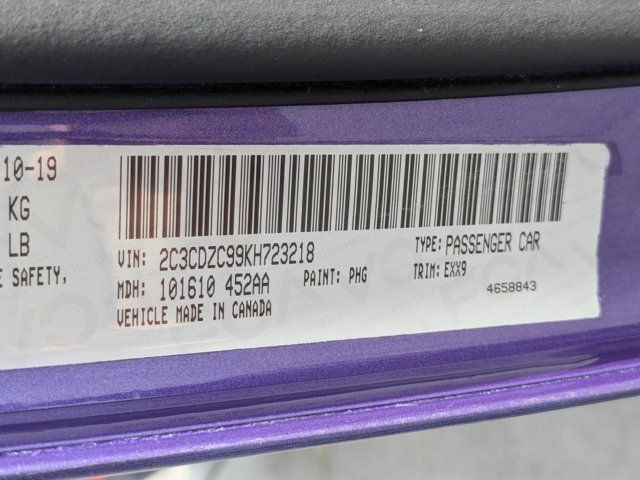 10-19
KG
LB
E SAFETY,
VIN: 2C3CDZC99KH723218
TYPE: PASSENGER CAR
MDH: 101610 452AA
PAINT: PHG
TRIM: EXX9
VEHICLE MADE IN CANADA
4658843